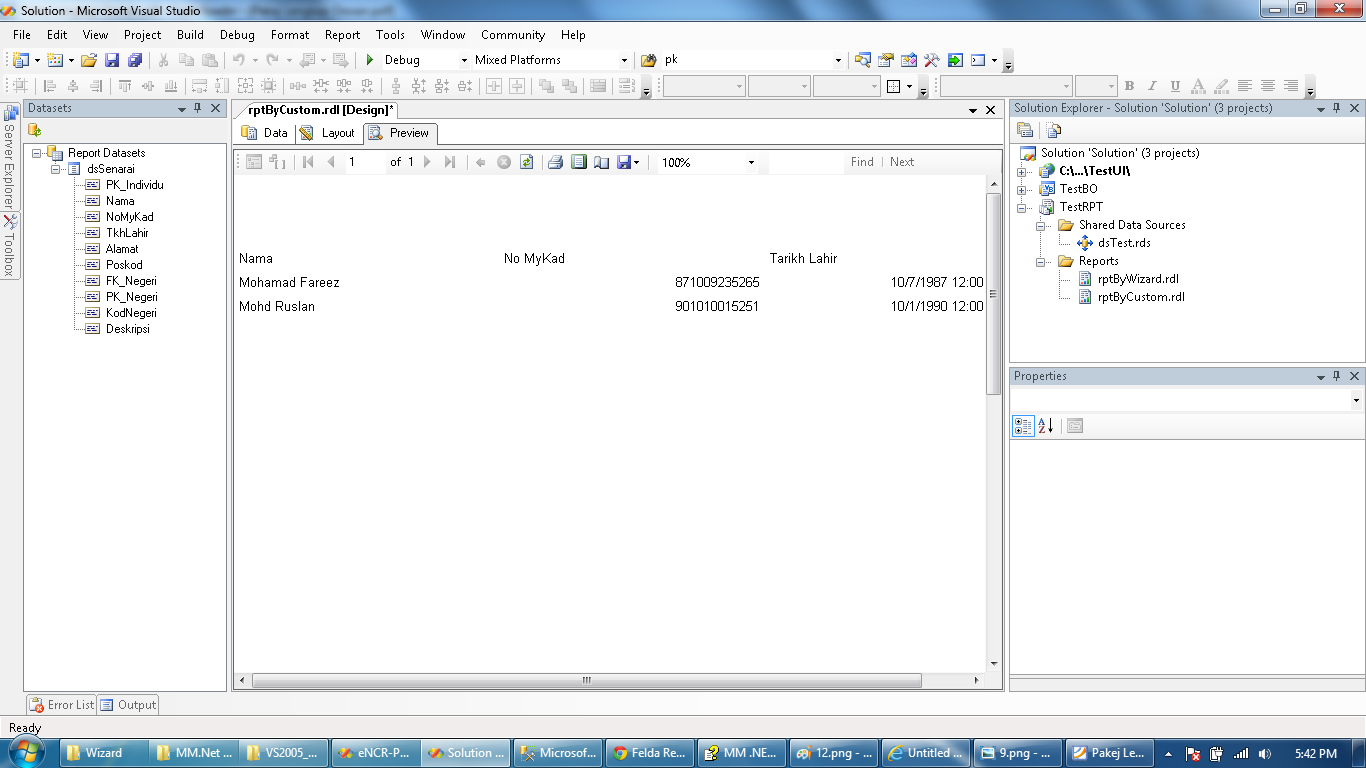 Solution - Microsoft Visual Studio
File Edit View Project Build Debug Format Report Tools Window Community Help
Debug Mixed Platforms pk
Server Explorer
Toolbox
Datasets
Report Datasets
dsSenarai
PK_Individu
Nama
NoMyKad
TkhLahir
Alamat
Poskod
FK_Negeri
PK_Negeri
KodNegeri
Deskripsi
rptByCustom.rdl [Design]*
Data Layout Preview
1 of 1 100% Find | Next
Nama No MyKad Tarikh Lahir
Mohamad Fareez 871009235265 10/7/1987 12:00
Mohd Ruslan 901010015251 10/1/1990 12:00
Solution Explorer - Solution 'Solution' (3 projects)
Solution 'Solution' (3 projects)
C:\...\TestUI\
TestBO
TestRPT
Shared Data Sources
dsTest.rds
Reports
rptByWizard.rdl
rptByCustom.rdl
Properties
Error List Output
Ready
Wizard MM.Net ... VS2005_... eNCR-P... Solution ... Microsof... Felda Re... MM .NE... 12.png - ... Untitled ... 9.png - ... Pakej Le... 5:42 PM